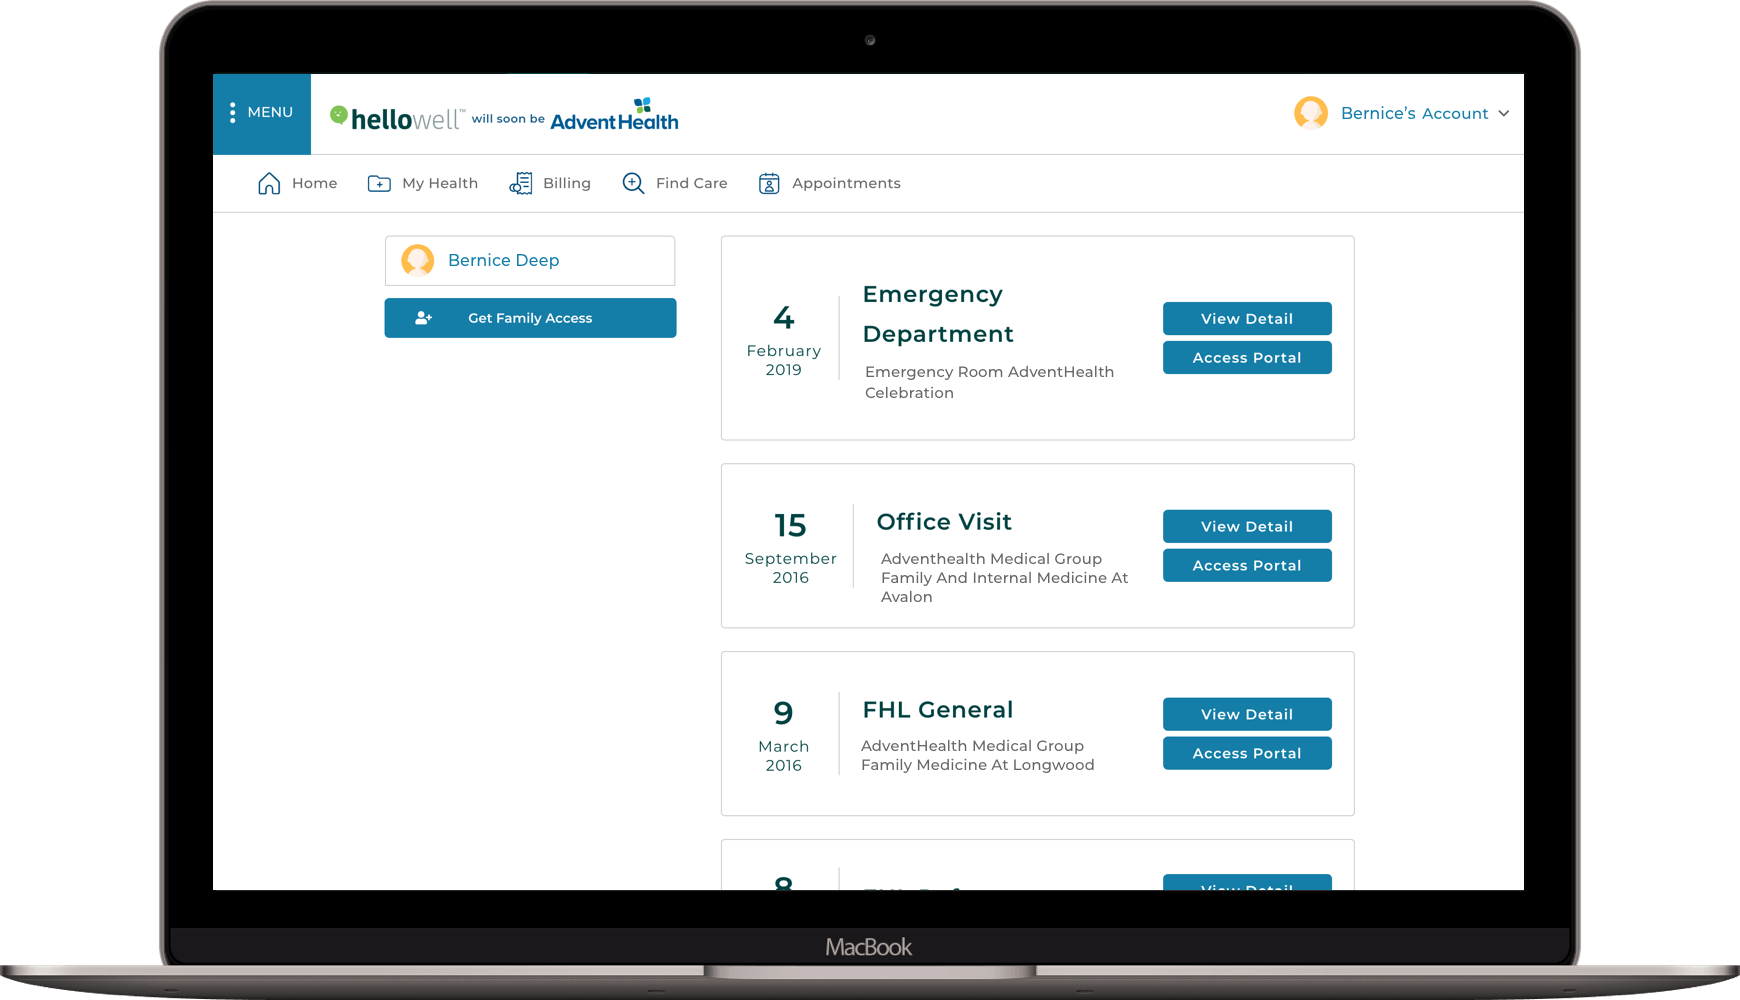 MENU
hellowell™ will soon be AdventHealth
Bernice's Account
Home
My Health
Billing
Find Care
Appointments
Bernice Deep
Get Family Access
4
February
2019
Emergency
Department
Emergency Room AdventHealth
Celebration
View Detail
Access Portal
15
September
2016
Office Visit
Adventhealth Medical Group
Family And Internal Medicine At
Avalon
View Detail
Access Portal
9
March
2016
FHL General
AdventHealth Medical Group
Family Medicine At Longwood
View Detail
Access Portal
8
View Detail
MacBook